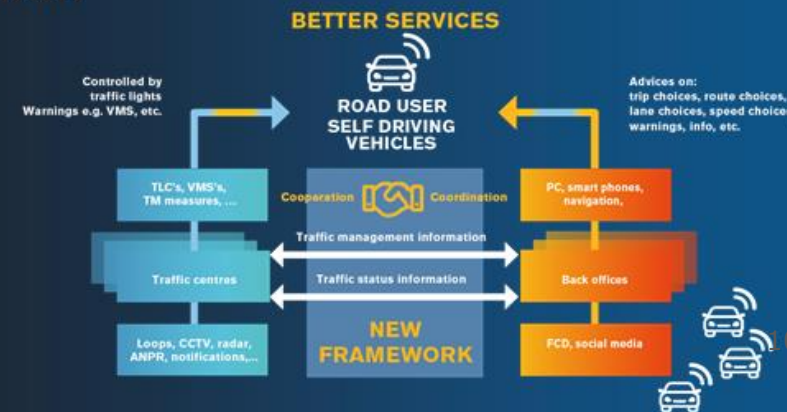 BETTER SERVICES
Controlled by
traffic lights
Warnings e.g. VMS, etc.
ROAD USER
SELF DRIVING
VEHICLES
Advices on:
trip choices, route choices,
lane choices, speed choice
warnings, info, etc.
TLC's, VMS's,
TM measures, ....
Cooperation
Coordination
PC, smart phones,
navigation,
Traffic management information
Traffic centres
Traffic status information
Back offices
Loops, CCTV, radar,
ANPR, notifications,...
NEW
FRAMEWORK
FCD, social media